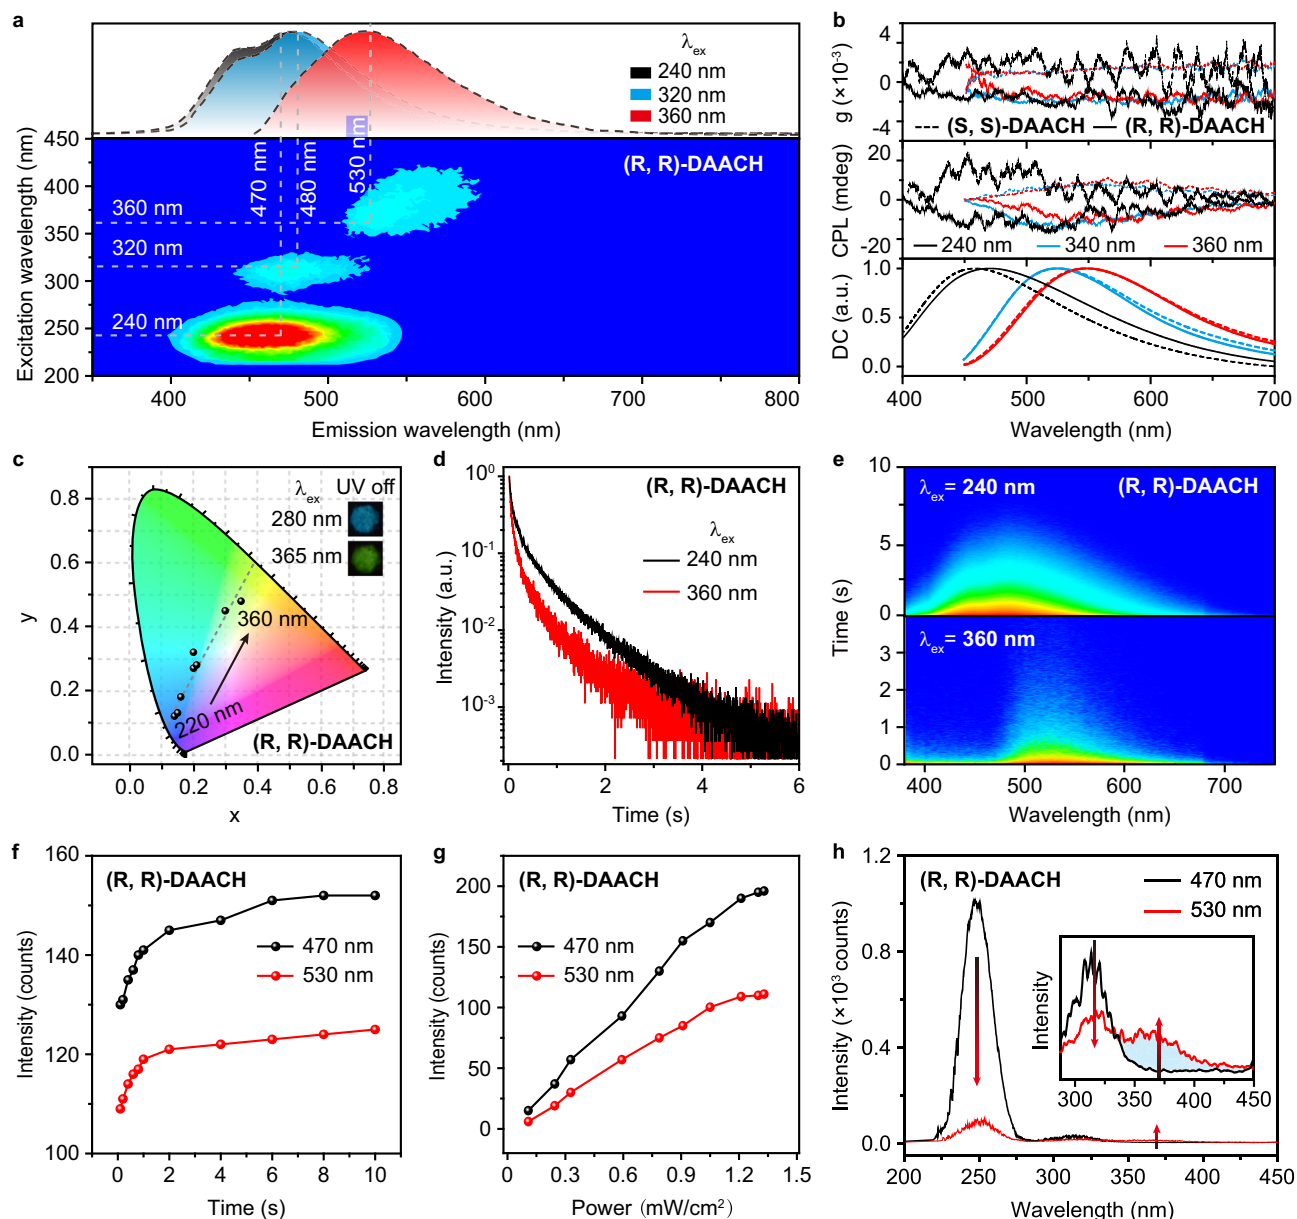 a
λex
240 nm
320 nm
360 nm
470 nm
480 nm
530 nm
(R, R)-DAACH
360 nm
320 nm
240 nm
450
400
350
300
250
200
Excitation wavelength (nm)
400 500 600 700 800
Emission wavelength (nm)
b
4
0
-4
g (×10-3)
(S, S)-DAACH (R, R)-DAACH
20
0
-20
CPL (mdeg)
240 nm 340 nm 360 nm
1.0
0.5
0.0
DC (a.u.)
400 500 600 700
Wavelength (nm)
c
λex UV off
280 nm
365 nm
360 nm
220 nm
(R, R)-DAACH
0.8
0.6
0.4
0.2
0.0
y
0.0 0.2 0.4 0.6 0.8
x
d
(R, R)-DAACH
λex
240 nm
360 nm
100
10-1
10-2
10-3
Intensity (a.u.)
0 2 4 6
Time (s)
e
λex= 240 nm (R, R)-DAACH
10
5
0
λex= 360 nm
3
2
1
0
Time (s)
400 500 600 700
Wavelength (nm)
f
(R, R)-DAACH
470 nm
530 nm
160
140
120
100
Intensity (counts)
0 2 4 6 8 10
Time (s)
g
(R, R)-DAACH
470 nm
530 nm
200
150
100
50
0
Intensity (counts)
0.0 0.3 0.6 0.9 1.2 1.5
Power (mW/cm2)
h
(R, R)-DAACH
470 nm
530 nm
1.2
0.8
0.4
0.0
Intensity (×103 counts)
Intensity
300 350 400 450
200 250 300 350 400 450
Wavelength (nm)